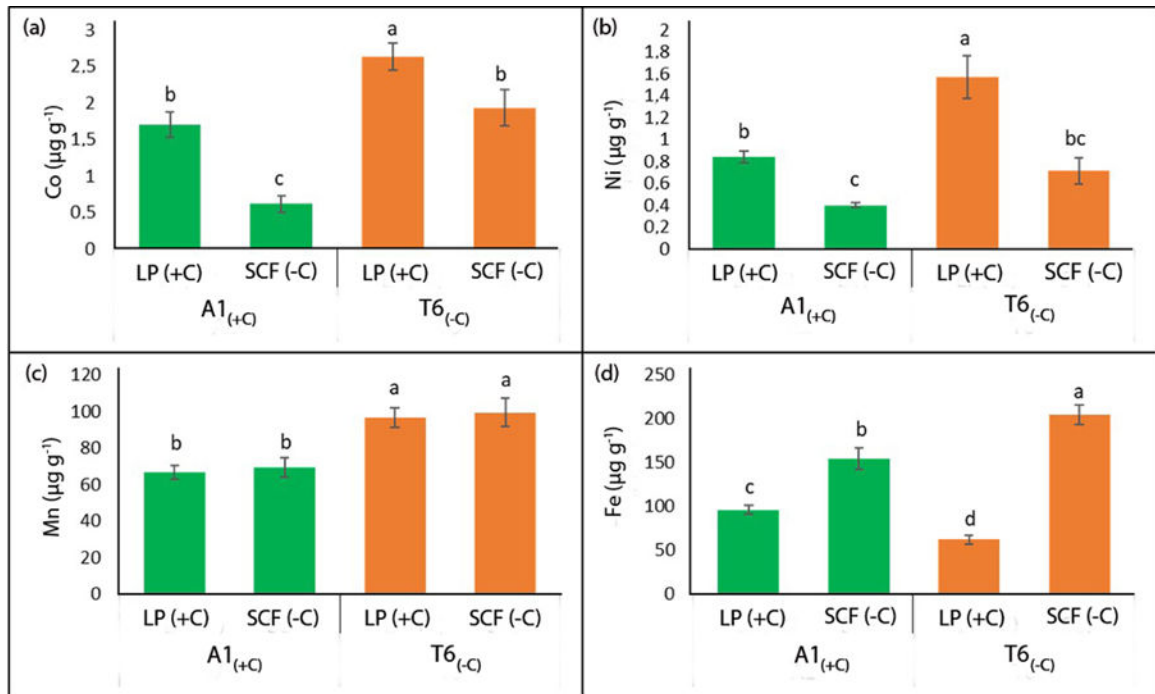 (a)
Co (µg g⁻¹)
3
2.5
2
1.5
1
0.5
0
b
c
a
b
LP (+C) SCF (-C) LP (+C) SCF (-C)
A1(+C) T6(-C)
(b)
Ni (µg g⁻¹)
2
1.8
1.6
1.4
1.2
1
0.8
0.6
0.4
0.2
0
b
c
a
bc
LP (+C) SCF (-C) LP (+C) SCF (-C)
A1(+C) T6(-C)
(c)
Mn (µg g⁻¹)
120
100
80
60
40
20
0
b
b
a
a
LP (+C) SCF (-C) LP (+C) SCF (-C)
A1(+C) T6(-C)
(d)
Fe (µg g⁻¹)
250
200
150
100
50
0
c
b
d
a
LP (+C) SCF (-C) LP (+C) SCF (-C)
A1(+C) T6(-C)